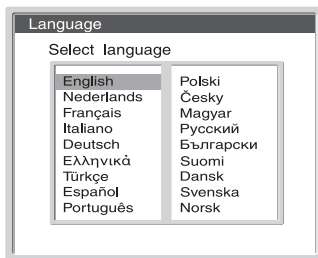 Language
Select language
English
Nederlands
Français
Italiano
Deutsch
Ελληνικά
Türkçe
Español
Português
Polski
Česky
Magyar
Русский
Български
Suomi
Dansk
Svenska
Norsk